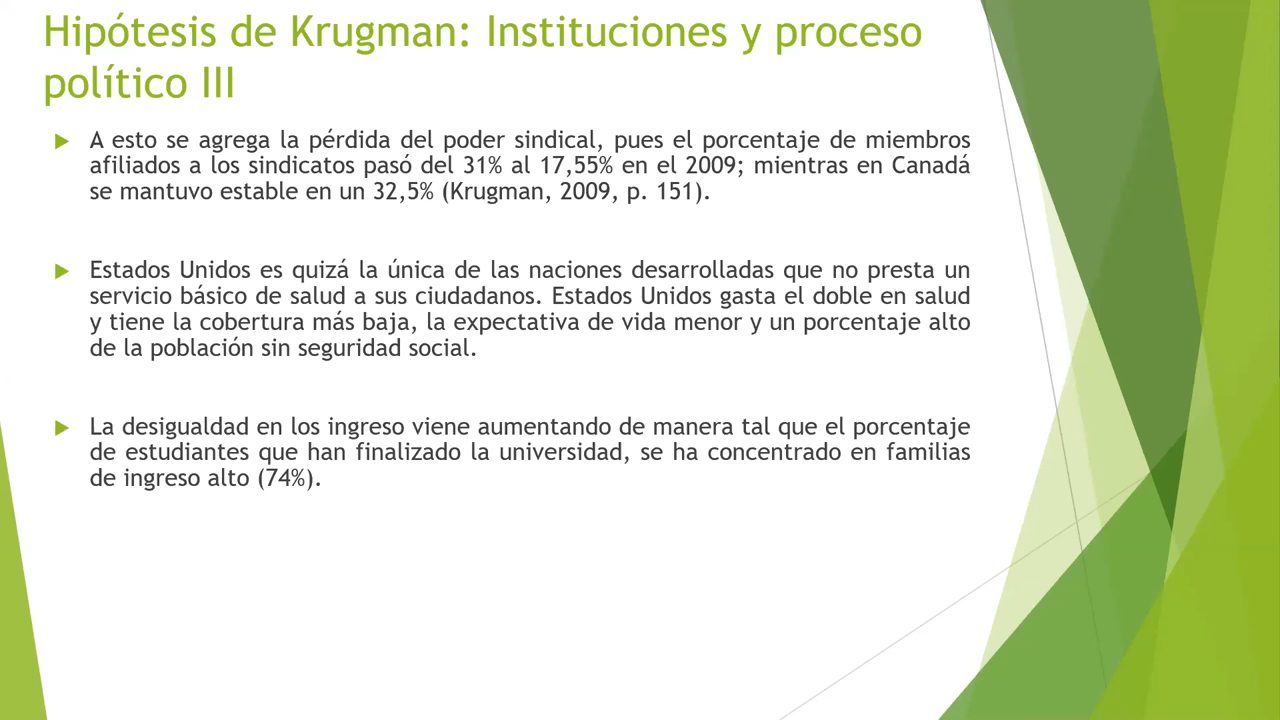 Hipótesis de Krugman: Instituciones y proceso
político III
A esto se agrega la pérdida del poder sindical, pues el porcentaje de miembros
afiliados a los sindicatos pasó del 31% al 17,55% en el 2009; mientras en Canadá
se mantuvo estable en un 32,5% (Krugman, 2009, p. 151).
Estados Unidos es quizá la única de las naciones desarrolladas que no presta un
servicio básico de salud a sus ciudadanos. Estados Unidos gasta el doble en salud
y tiene la cobertura más baja, la expectativa de vida menor y un porcentaje alto
de la población sin seguridad social.
La desigualdad en los ingreso viene aumentando de manera tal que el porcentaje
de estudiantes que han finalizado la universidad, se ha concentrado en familias
de ingreso alto (74%).